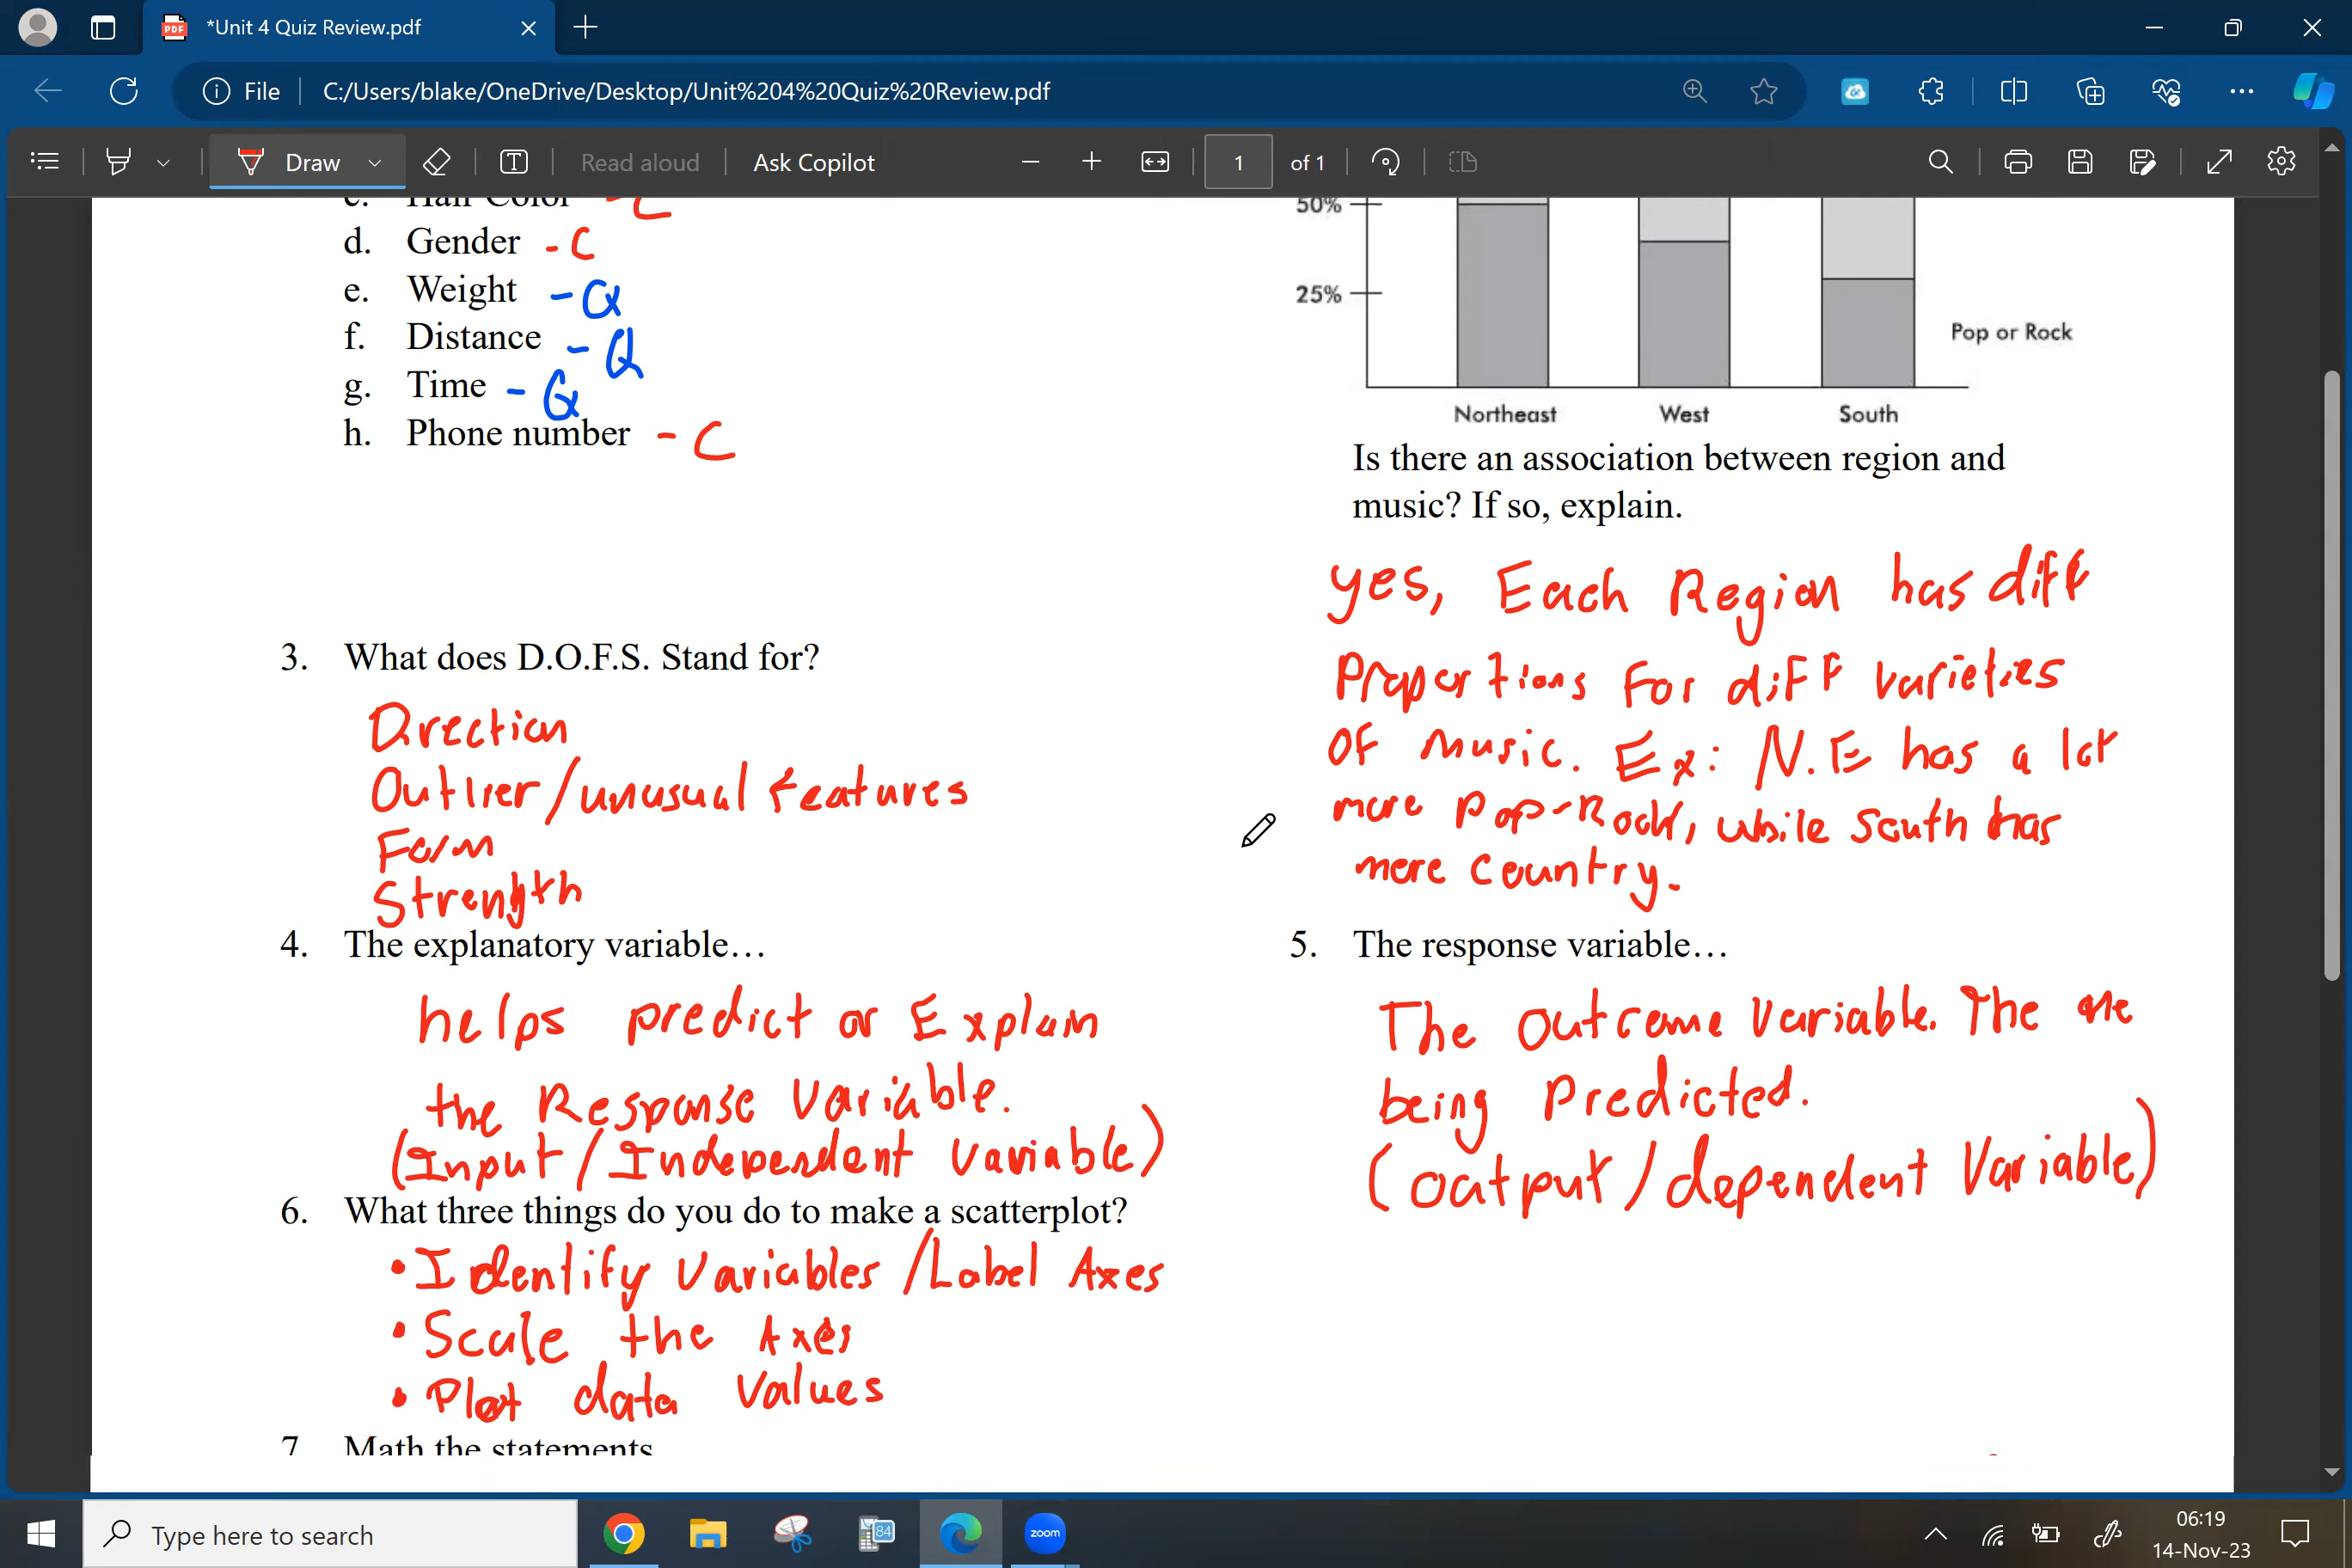 *Unit 4 Quiz Review.pdf
File
C:/Users/blake/OneDrive/Desktop/Unit%204%20Quiz%20Review.pdf
Draw
Read aloud
Ask Copilot
1
of 1
d. Gender - C
e. Weight - Q
f. Distance - Q
g. Time - Q
h. Phone number - C
50%
25%
Pop or Rock
Northeast West South
Is there an association between region and
music? If so, explain.
yes, Each Region has diff
Proportions For diFF varieties
OF music. Ex: N.E has a lot
more Pop-Rock, while South has
more Country.
3. What does D.O.F.S. Stand for?
Direction
Outlier/unusual features
Form
Strength
4. The explanatory variable…
helps predict or Explain
the Response Variable.
(Input/Independent Variable)
5. The response variable…
The Outcome Variable. The one
being Predicted.
(output/dependent Variable)
6. What three things do you do to make a scatterplot?
• Identify Variables/Label Axes
• Scale the Axes
• Plot data Values
7 Math the statements
Type here to search
84
zoom
06:19
14-Nov-23